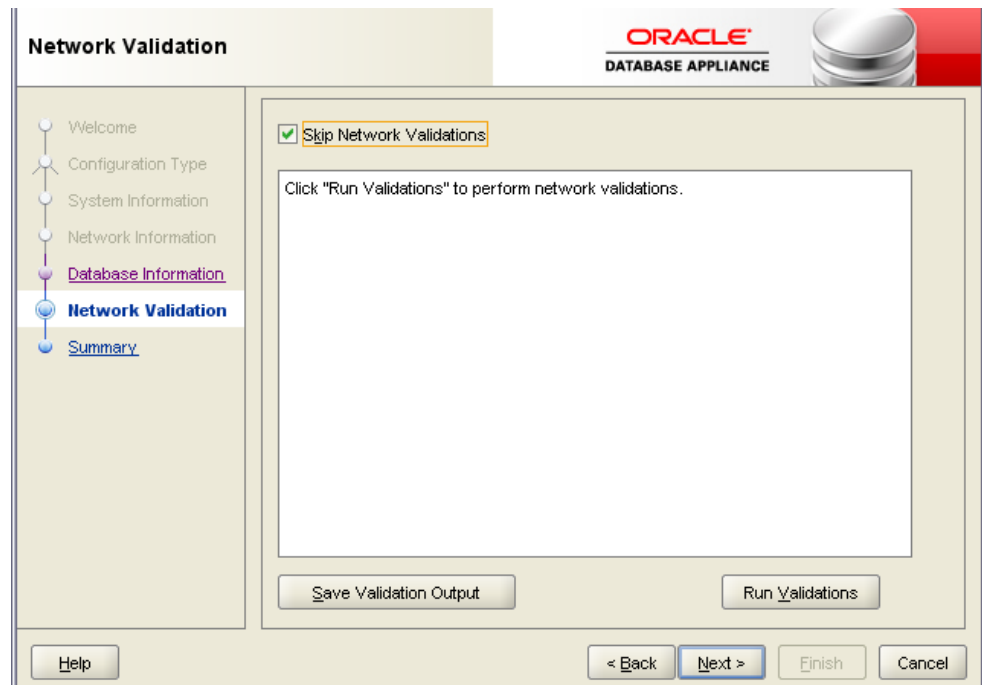 Network Validation
ORACLE
DATABASE APPLIANCE
Welcome
Configuration Type
System Information
Network Information
Database Information
Network Validation
Summary
Skip Network Validations
Click "Run Validations" to perform network validations.
Save Validation Output
Run Validations
Help
< Back
Next >
Finish
Cancel